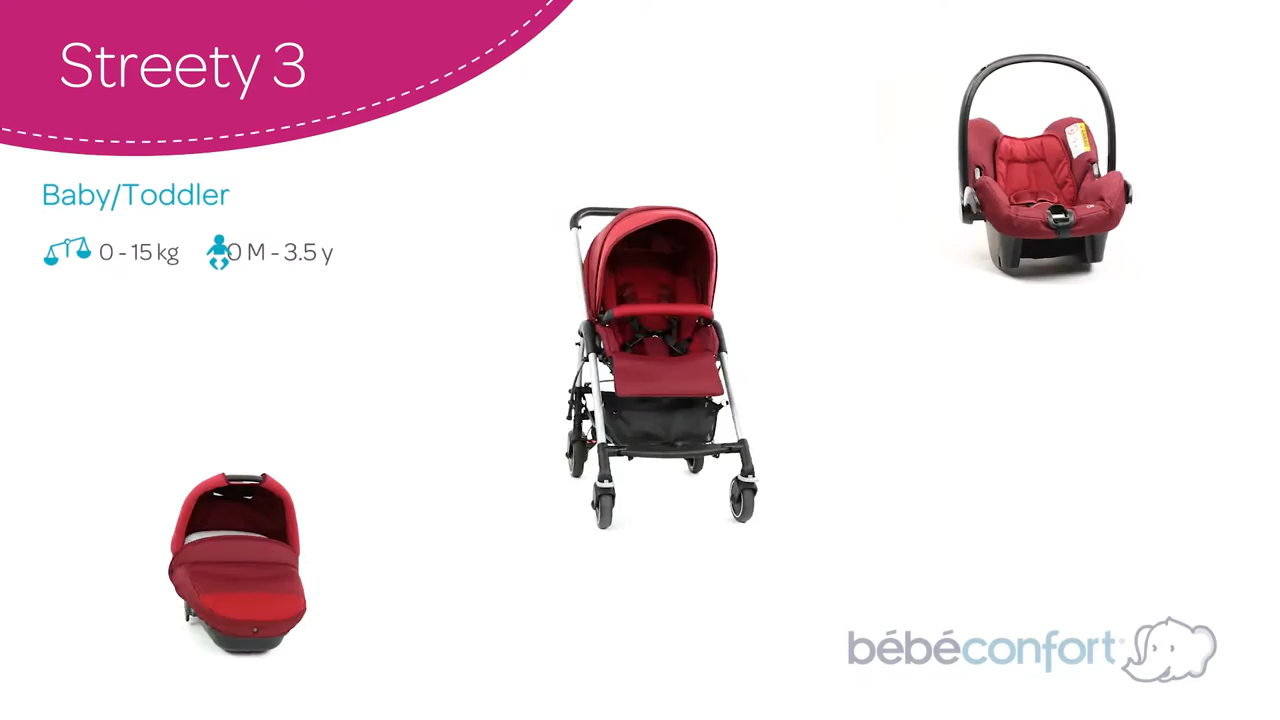 Streety 3
Baby/Toddler
0 - 15 kg 0 M - 3.5 y
bébéconfort®